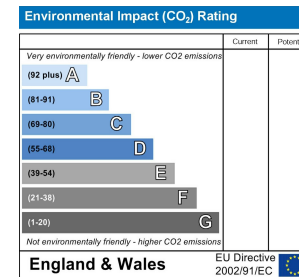 Environmental Impact (CO₂) Rating
Current Potent
Very environmentally friendly - lower CO2 emissions
(92 plus) A
(81-91) B
(69-80) C
(55-68) D
(39-54) E
(21-38) F
(1-20) G
Not environmentally friendly - higher CO2 emissions
England & Wales
EU Directive
2002/91/EC